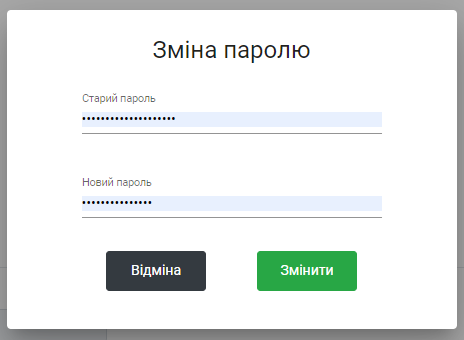 Зміна паролю
Старий пароль
••••••••••••••••••••
Новий пароль
•••••••••••••••
Відміна Змінити